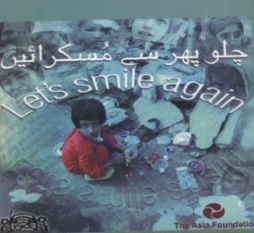 چلو پھر سے مُسکرائیں
Let's smile again
The Asia Foundation